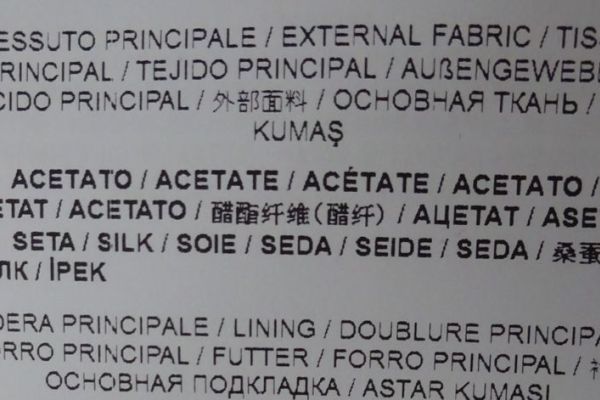 ESSUTO PRINCIPALE / EXTERNAL FABRIC / TISS
RINCIPAL / TEJIDO PRINCIPAL / AUßENGEWEBE
CIDO PRINCIPAL / 外部面料 / ОСНОВНАЯ ТКАНЬ /
KUMAŞ
ACETATO / ACETATE / ACÉTATE / ACETATO /
ETAT / ACETATO / 醋酯纤维(醋纤) / АЦЕТАТ / ASE
SETA / SILK / SOIE / SEDA / SEIDE / SEDA / 桑蚕
ЛК / İPEK
DERA PRINCIPALE / LINING / DOUBLURE PRINCIPA
ORRO PRINCIPAL / FUTTER / FORRO PRINCIPAL /
ОСНОВНАЯ ПОДКЛАДКА / ASTAR KUMAŞI